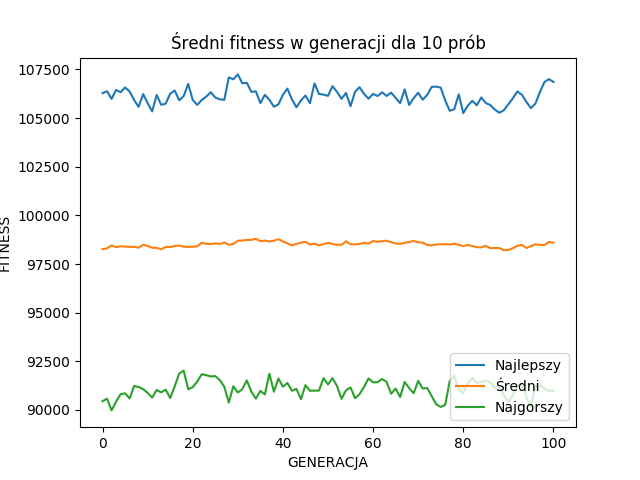 Średni fitness w generacji dla 10 prób
107500
105000
102500
100000
97500
95000
92500
90000
FITNESS
0
20
40
60
80
100
GENERACJA
Najlepszy
Średni
Najgorszy